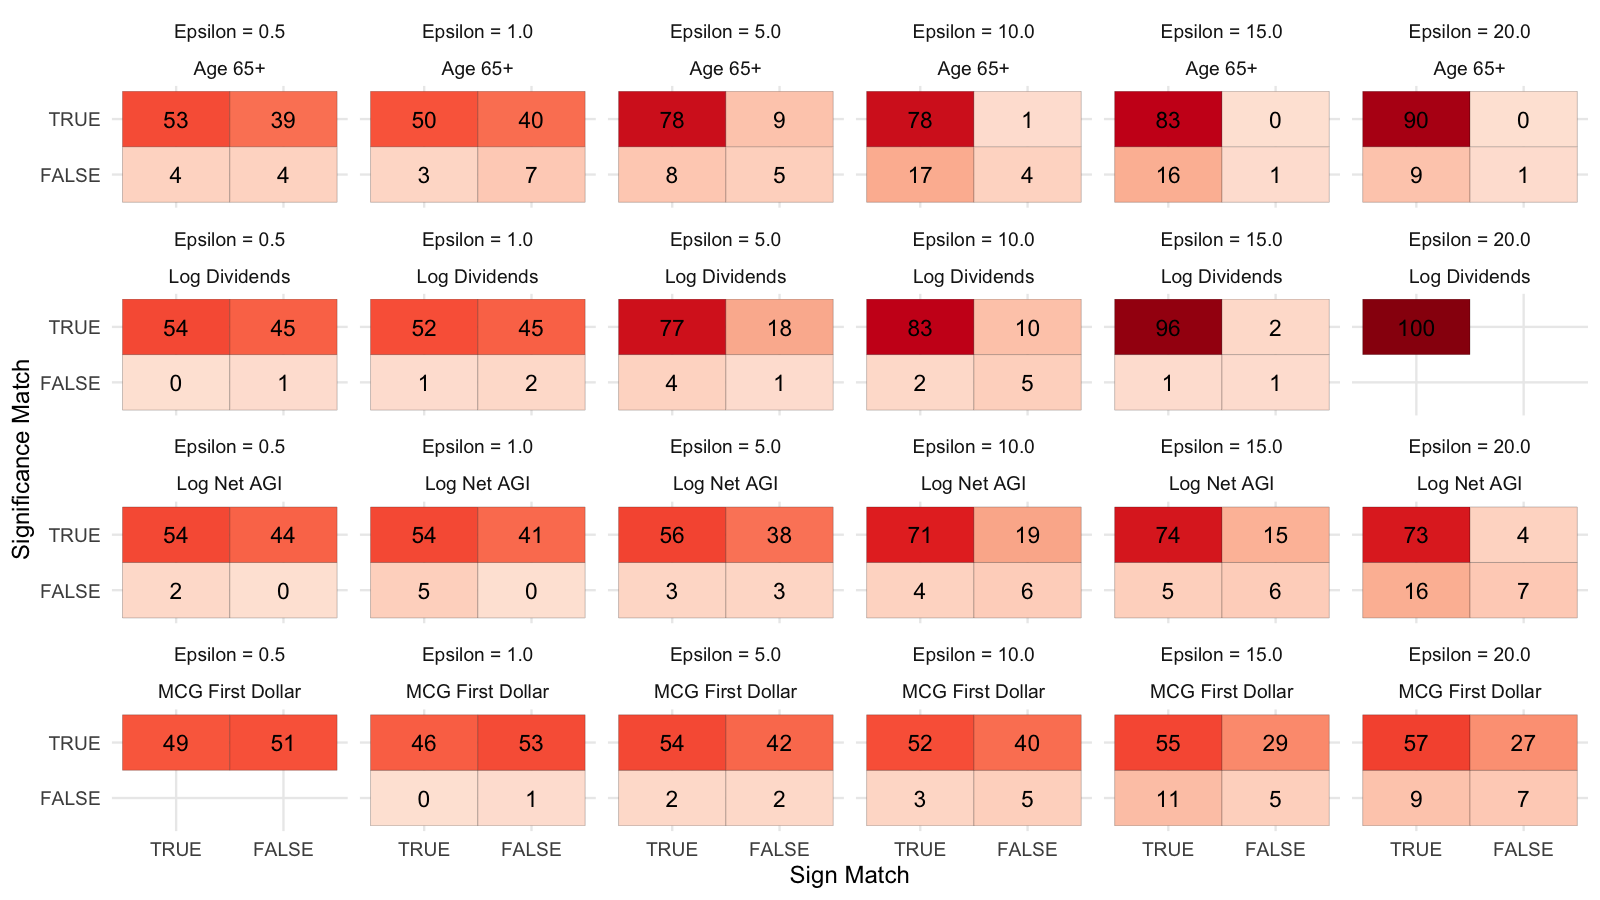 Epsilon = 0.5 Epsilon = 1.0 Epsilon = 5.0 Epsilon = 10.0 Epsilon = 15.0 Epsilon = 20.0
Age 65+ Age 65+ Age 65+ Age 65+ Age 65+ Age 65+
TRUE 53 39 50 40 78 9 78 1 83 0 90 0
FALSE 4 4 3 7 8 5 17 4 16 1 9 1
Epsilon = 0.5 Epsilon = 1.0 Epsilon = 5.0 Epsilon = 10.0 Epsilon = 15.0 Epsilon = 20.0
Log Dividends Log Dividends Log Dividends Log Dividends Log Dividends Log Dividends
TRUE 54 45 52 45 77 18 83 10 96 2 100
FALSE 0 1 1 2 4 1 2 5 1 1
Significance Match
Epsilon = 0.5 Epsilon = 1.0 Epsilon = 5.0 Epsilon = 10.0 Epsilon = 15.0 Epsilon = 20.0
Log Net AGI Log Net AGI Log Net AGI Log Net AGI Log Net AGI Log Net AGI
TRUE 54 44 54 41 56 38 71 19 74 15 73 4
FALSE 2 0 5 0 3 3 4 6 5 6 16 7
Epsilon = 0.5 Epsilon = 1.0 Epsilon = 5.0 Epsilon = 10.0 Epsilon = 15.0 Epsilon = 20.0
MCG First Dollar MCG First Dollar MCG First Dollar MCG First Dollar MCG First Dollar MCG First Dollar
TRUE 49 51 46 53 54 42 52 40 55 29 57 27
FALSE 0 1 2 2 3 5 11 5 9 7
TRUE FALSE TRUE FALSE TRUE FALSE TRUE FALSE TRUE FALSE TRUE FALSE
Sign Match